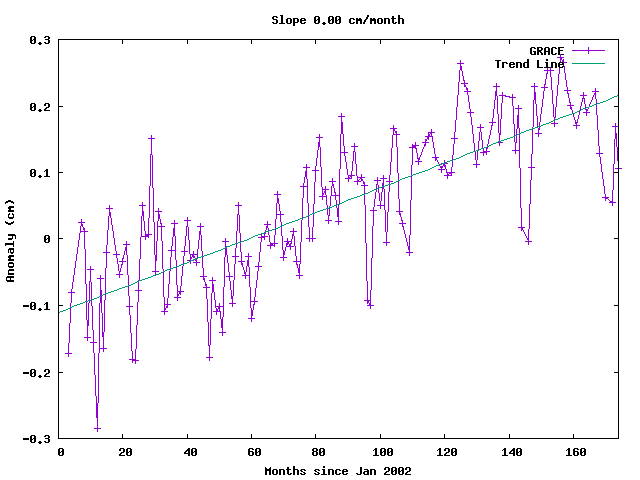 Slope 0.00 cm/month
GRACE
Trend Line
0.3
0.2
0.1
0
-0.1
-0.2
-0.3
Anomaly (cm)
0 20 40 60 80 100 120 140 160
Months since Jan 2002